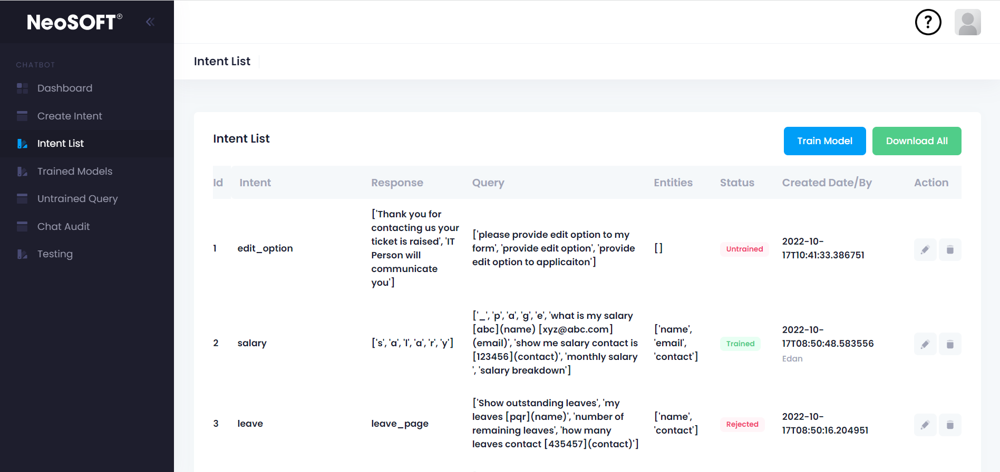 NeoSOFT®
?
CHATBOT
Dashboard
Create Intent
Intent List
Trained Models
Untrained Query
Chat Audit
Testing
Intent List
Intent List
Train Model
Download All
Id Intent Response Query Entities Status Created Date/By Action
1
edit_option
['Thank you for
contacting us your
ticket is raised', 'IT
Person will
communicate
you']
['please provide edit option to my
form', 'provide edit option', 'provide
edit option to applicaiton']
[]
Untrained
2022-10-
17T10:41:33.386751
2
salary
['s', 'a', 'l', 'a', 'r', 'y']
['_', 'p', 'a', 'g', 'e', 'what is my salary
[abc](name) [xyz@abc.com]
(email)', 'show me salary contact is
[123456](contact)', 'monthly salary
', 'salary breakdown']
['name',
'email',
'contact']
Trained
2022-10-
17T08:50:48.583556
Edan
3
leave
leave_page
['Show outstanding leaves', 'my
leaves [pqr](name)', 'number of
remaining leaves', 'how many
leaves contact [435457](contact)']
['name',
'contact']
Rejected
2022-10-
17T08:50:16.204951